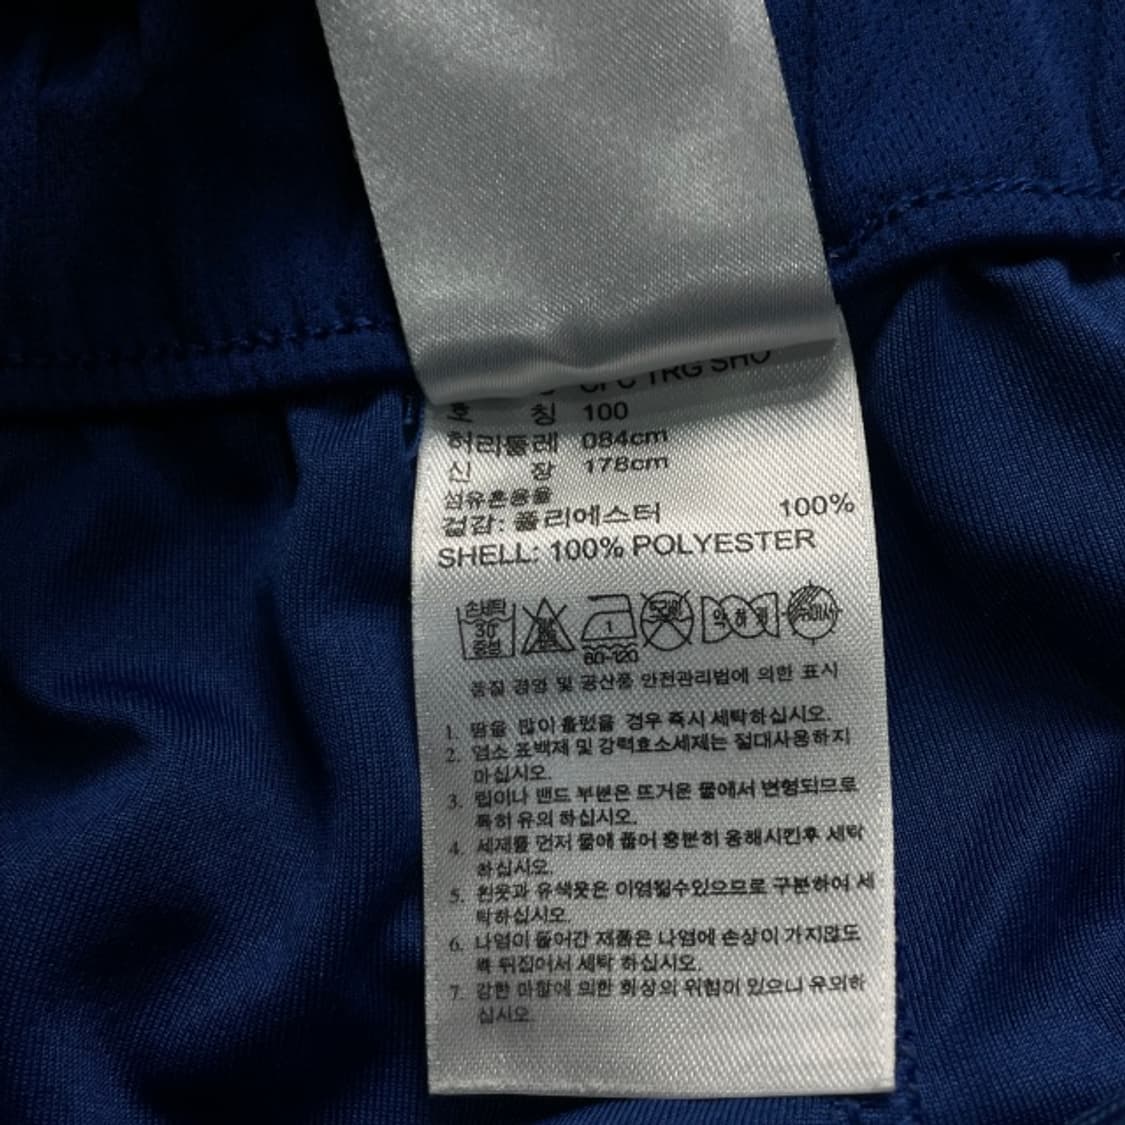 CFC TRG SHO
호 칭 100
허리둘레 084cm
신 장 178cm
섬유혼용율
겉감: 폴리에스터 100%
SHELL: 100% POLYESTER
손세탁 약하게
30 중성 1
80-120
품질 경영 및 공산품 안전관리법에 의한 표시
1. 땀을 많이 흘렸을 경우 즉시 세탁하십시오.
2. 염소 표백제 및 강력효소세제는 절대사용하지
마십시오.
3. 립이나 밴드 부분은 뜨거운 물에서 변형되므로
특히 유의 하십시오.
4. 세제를 먼저 물에 풀어 충분히 용해시킨후 세탁
하십시오.
5. 흰옷과 유색옷은 이염될수있으므로 구분하여 세
탁하십시오.
6. 나염이 들어간 제품은 나염에 손상이 가지않도
록 뒤집어서 세탁 하십시오.
7. 강한 마찰에 의한 화상의 위험이 있으니 유의하
십시오.